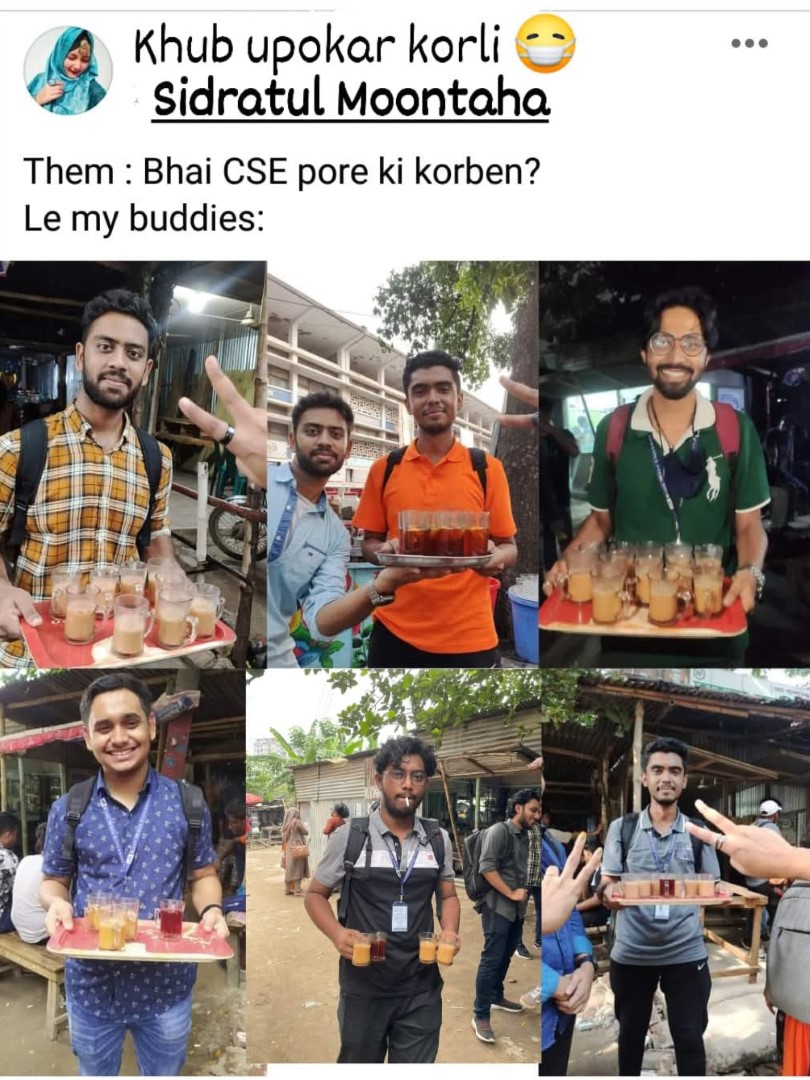 Khub upokar korli 😷
Sidratul Moontaha
Them : Bhai CSE pore ki korben?
Le my buddies: